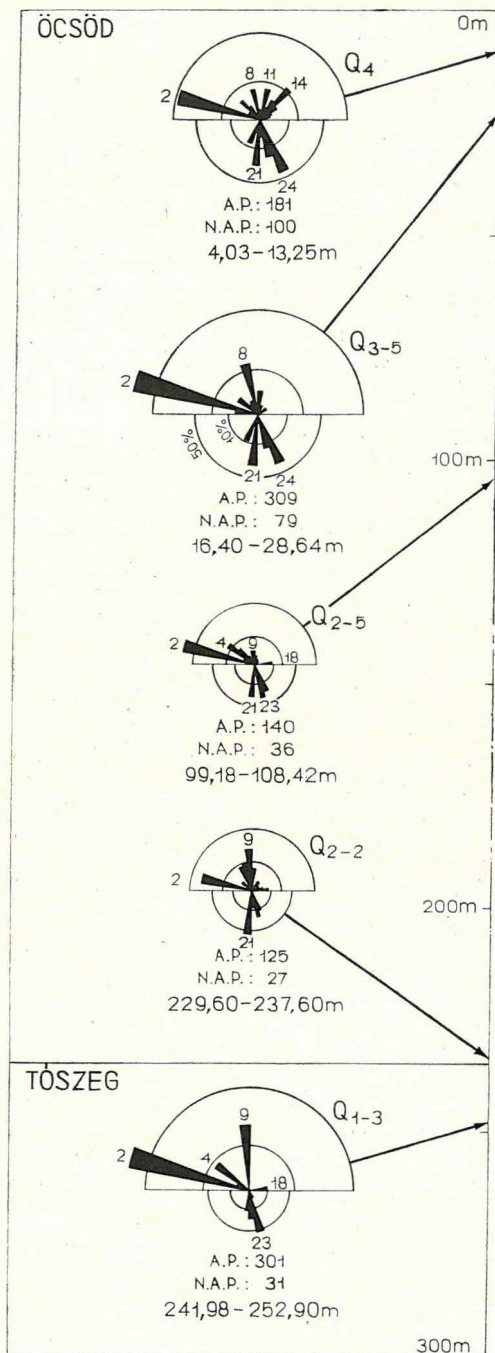 ÖCSÖD
0m
Q4
8
11
14
2
21
24
A.P.: 181
N.A.P.: 100
4,03-13,25m
Q3-5
8
2
50%
10%
21
24
100m
A.P.: 309
N.A.P.: 79
16,40-28,64m
Q2-5
2
4
9
18
21
23
A.P.: 140
N.A.P.: 36
99,18-108,42m
Q2-2
9
2
200m
21
A.P.: 125
N.A.P.: 27
229,60-237,60m
TÓSZEG
Q1-3
9
4
2
18
23
A.P.: 301
N.A.P.: 31
241,98-252,90m
300m